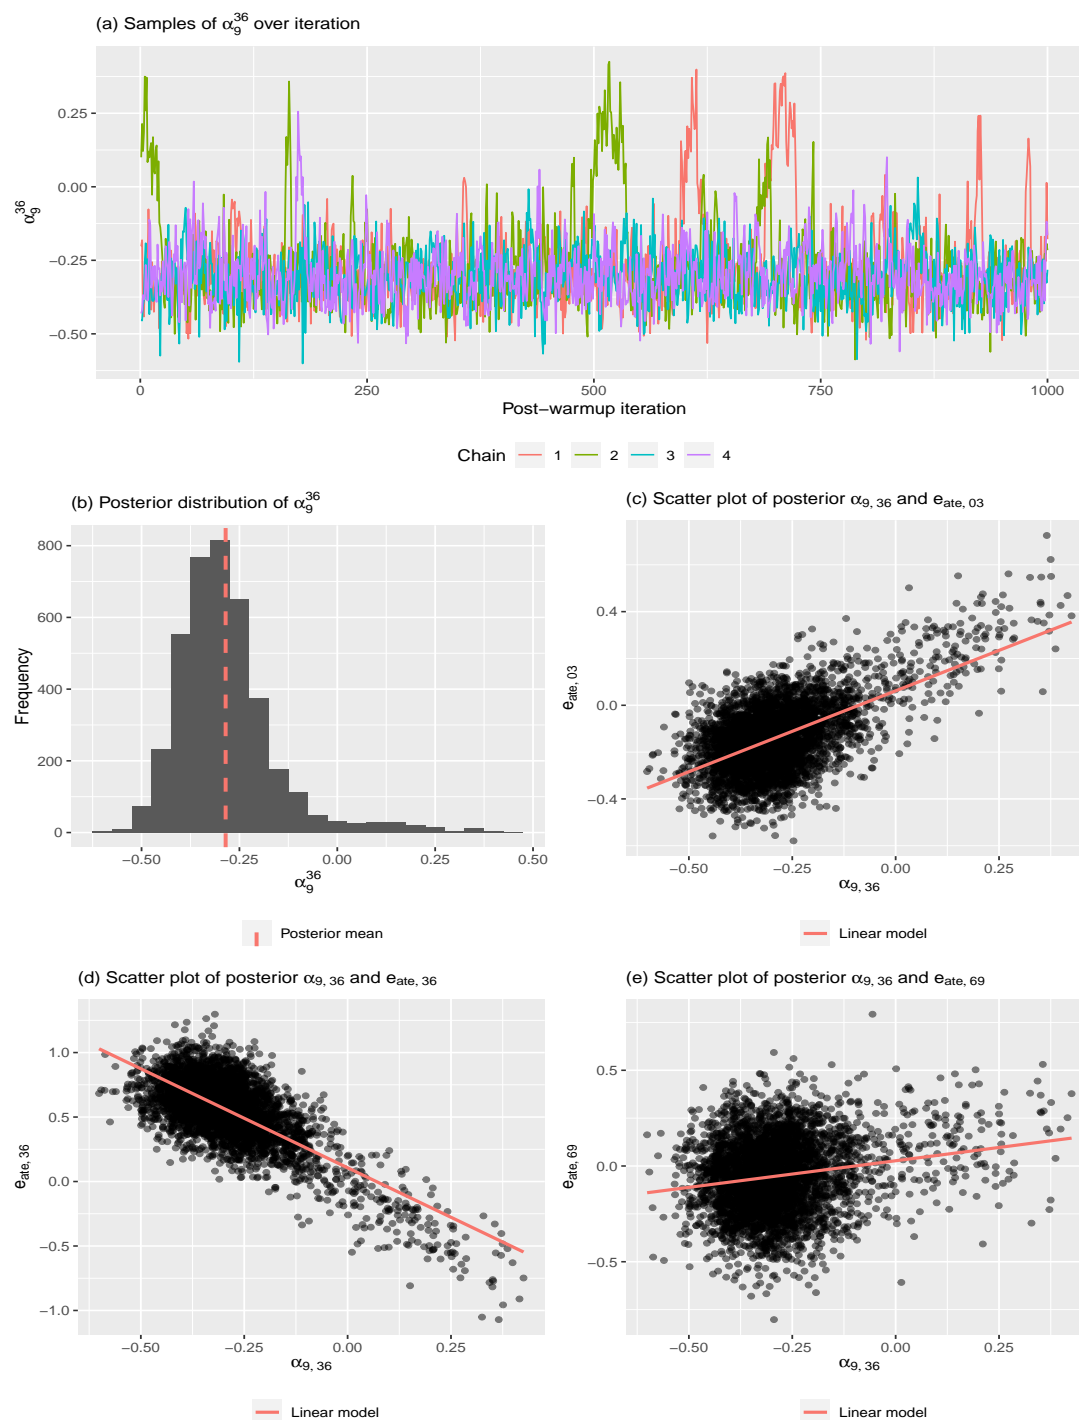 (a) Samples of α₉³⁶ over iteration
α₉³⁶
0.25
0.00
−0.25
−0.50
0 250 500 750 1000
Post−warmup iteration
Chain 1 2 3 4
(b) Posterior distribution of α₉³⁶
Frequency
800
600
400
200
0
−0.50 −0.25 0.00 0.25 0.50
α₉³⁶
Posterior mean
(c) Scatter plot of posterior α9, 36 and eate, 03
eate, 03
0.4
0.0
−0.4
−0.50 −0.25 0.00 0.25
α9, 36
Linear model
(d) Scatter plot of posterior α9, 36 and eate, 36
eate, 36
1.0
0.5
0.0
−0.5
−1.0
−0.50 −0.25 0.00 0.25
α9, 36
Linear model
(e) Scatter plot of posterior α9, 36 and eate, 69
eate, 69
0.5
0.0
−0.5
−0.50 −0.25 0.00 0.25
α9, 36
Linear model